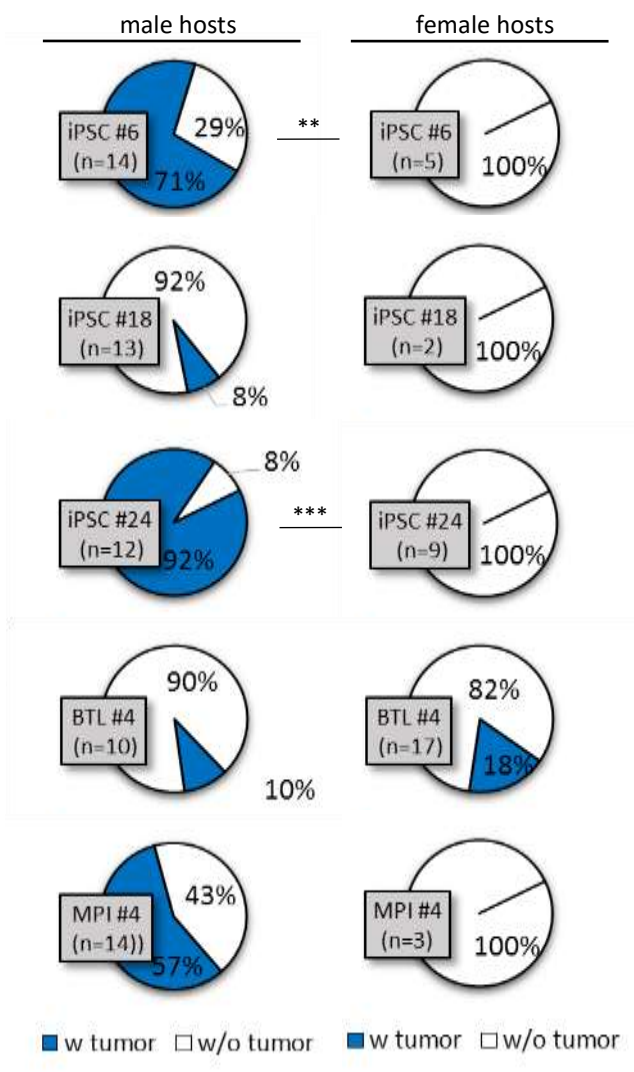 male hosts
female hosts
iPSC #6
(n=14)
29%
71%
**
iPSC #6
(n=5)
100%
iPSC #18
(n=13)
92%
8%
iPSC #18
(n=2)
100%
iPSC #24
(n=12)
8%
92%
***
iPSC #24
(n=9)
100%
BTL #4
(n=10)
90%
10%
BTL #4
(n=17)
82%
18%
MPI #4
(n=14))
43%
57%
MPI #4
(n=3)
100%
w tumor w/o tumor
w tumor w/o tumor